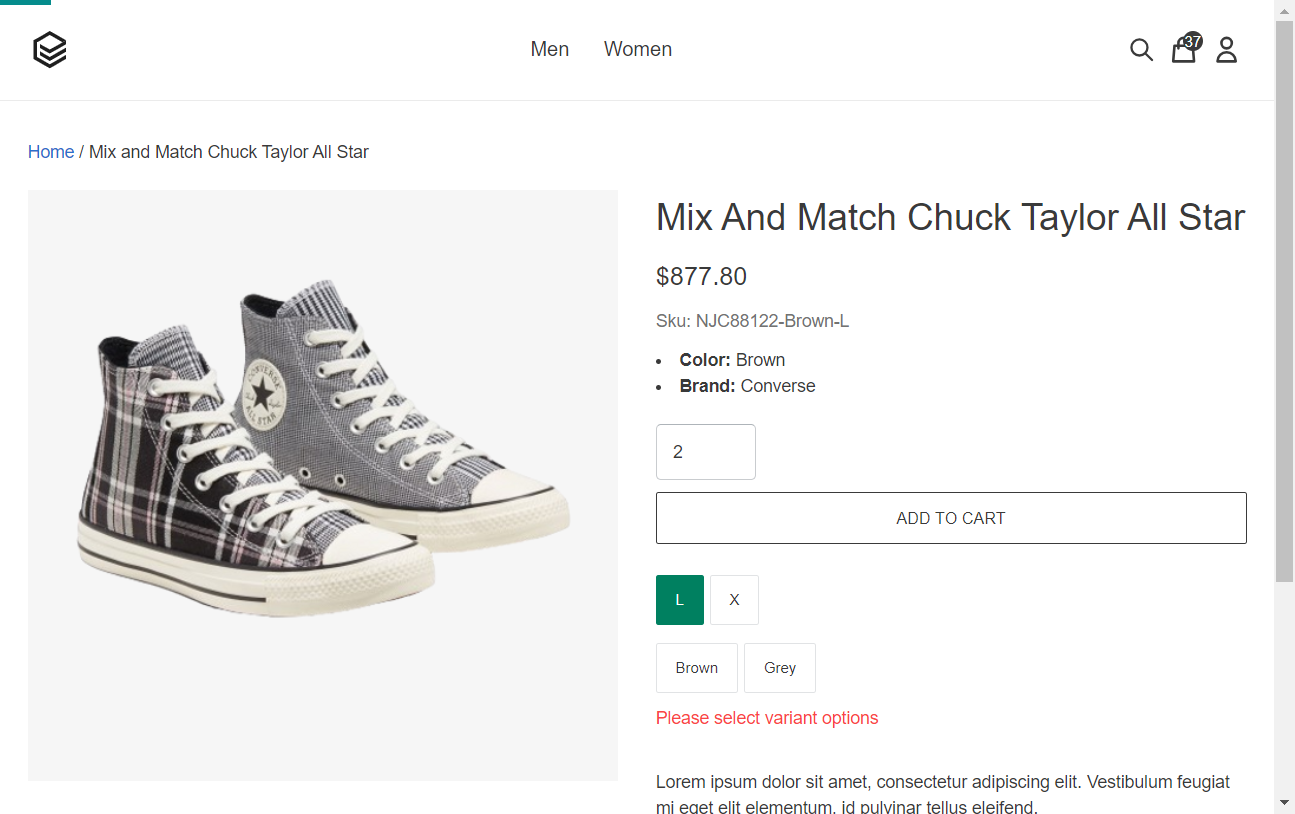 Men
Women
37
Home / Mix and Match Chuck Taylor All Star
CONVERSE
ALL STAR
Mix And Match Chuck Taylor All Star
$877.80
Sku: NJC88122-Brown-L
Color: Brown
Brand: Converse
2
ADD TO CART
L
X
Brown
Grey
Please select variant options
Lorem ipsum dolor sit amet, consectetur adipiscing elit. Vestibulum feugiat
mi eget elit elementum, id pulvinar tellus eleifend.